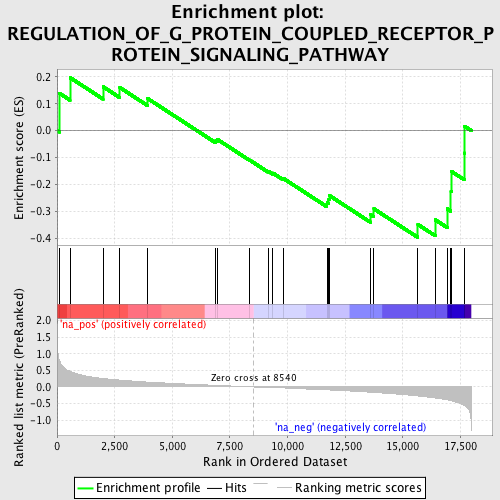 Enrichment plot:
REGULATION_OF_G_PROTEIN_COUPLED_RECEPTOR_P
ROTEIN_SIGNALING_PATHWAY
Enrichment score (ES)
0.2
0.1
0.0
-0.1
-0.2
-0.3
-0.4
'na_pos' (positively correlated)
Ranked list metric (PreRanked)
2.0
1.5
1.0
0.5
0.0
-0.5
-1.0
Zero cross at 8540
'na_neg' (negatively correlated)
0
2,500
5,000
7,500
10,000
12,500
15,000
17,500
Rank in Ordered Dataset
Enrichment profile
Hits
Ranking metric scores